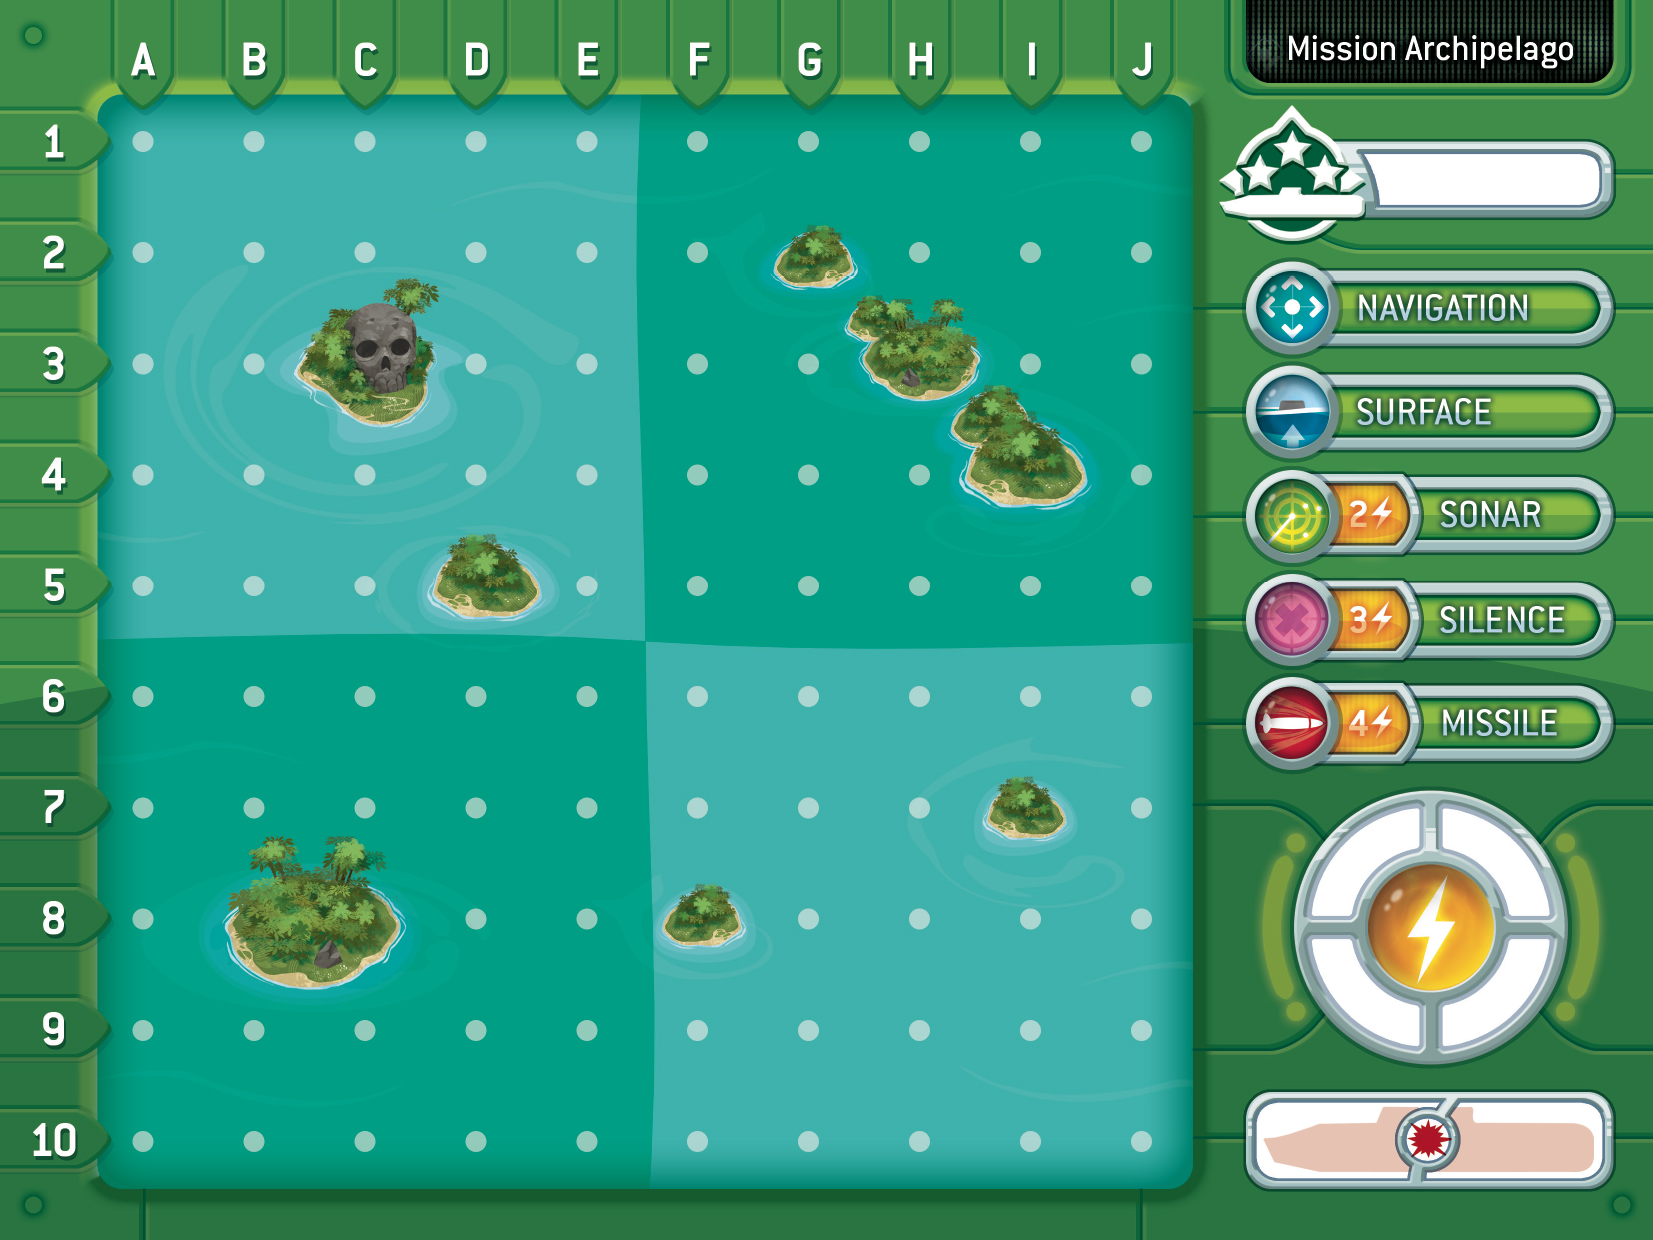 A B C D E F G H I J
Mission Archipelago
1
2
3
4
5
6
7
8
9
10
NAVIGATION
SURFACE
2 SONAR
3 SILENCE
4 MISSILE